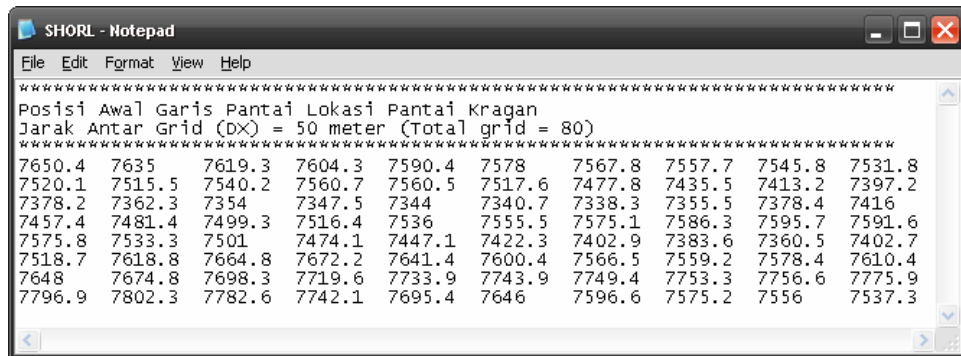 SHORL - Notepad
File Edit Format View Help
****************************************************************************
Posisi Awal Garis Pantai Lokasi Pantai Kragan
Jarak Antar Grid (DX) = 50 meter (Total grid = 80)
****************************************************************************
7650.4 7635 7619.3 7604.3 7590.4 7578 7567.8 7557.7 7545.8 7531.8
7520.1 7515.5 7540.2 7560.7 7560.5 7517.6 7477.8 7435.5 7413.2 7397.2
7378.2 7362.3 7354 7347.5 7344 7340.7 7338.3 7355.5 7378.4 7416
7457.4 7481.4 7499.3 7516.4 7536 7555.5 7575.1 7586.3 7595.7 7591.6
7575.8 7533.3 7501 7474.1 7447.1 7422.3 7402.9 7383.6 7360.5 7402.7
7518.7 7618.8 7664.8 7672.2 7641.4 7600.4 7566.5 7559.2 7578.4 7610.4
7648 7674.8 7698.3 7719.6 7733.9 7743.9 7749.4 7753.3 7756.6 7775.9
7796.9 7802.3 7782.6 7742.1 7695.4 7646 7596.6 7575.2 7556 7537.3